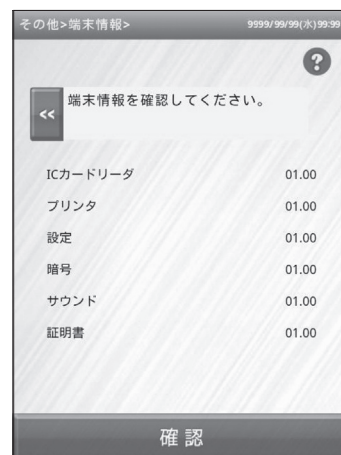 その他>端末情報> 9999/99/99(水)99:99
?
<< 端末情報を確認してください。
ICカードリーダ 01.00
プリンタ 01.00
設定 01.00
暗号 01.00
サウンド 01.00
証明書 01.00
確認